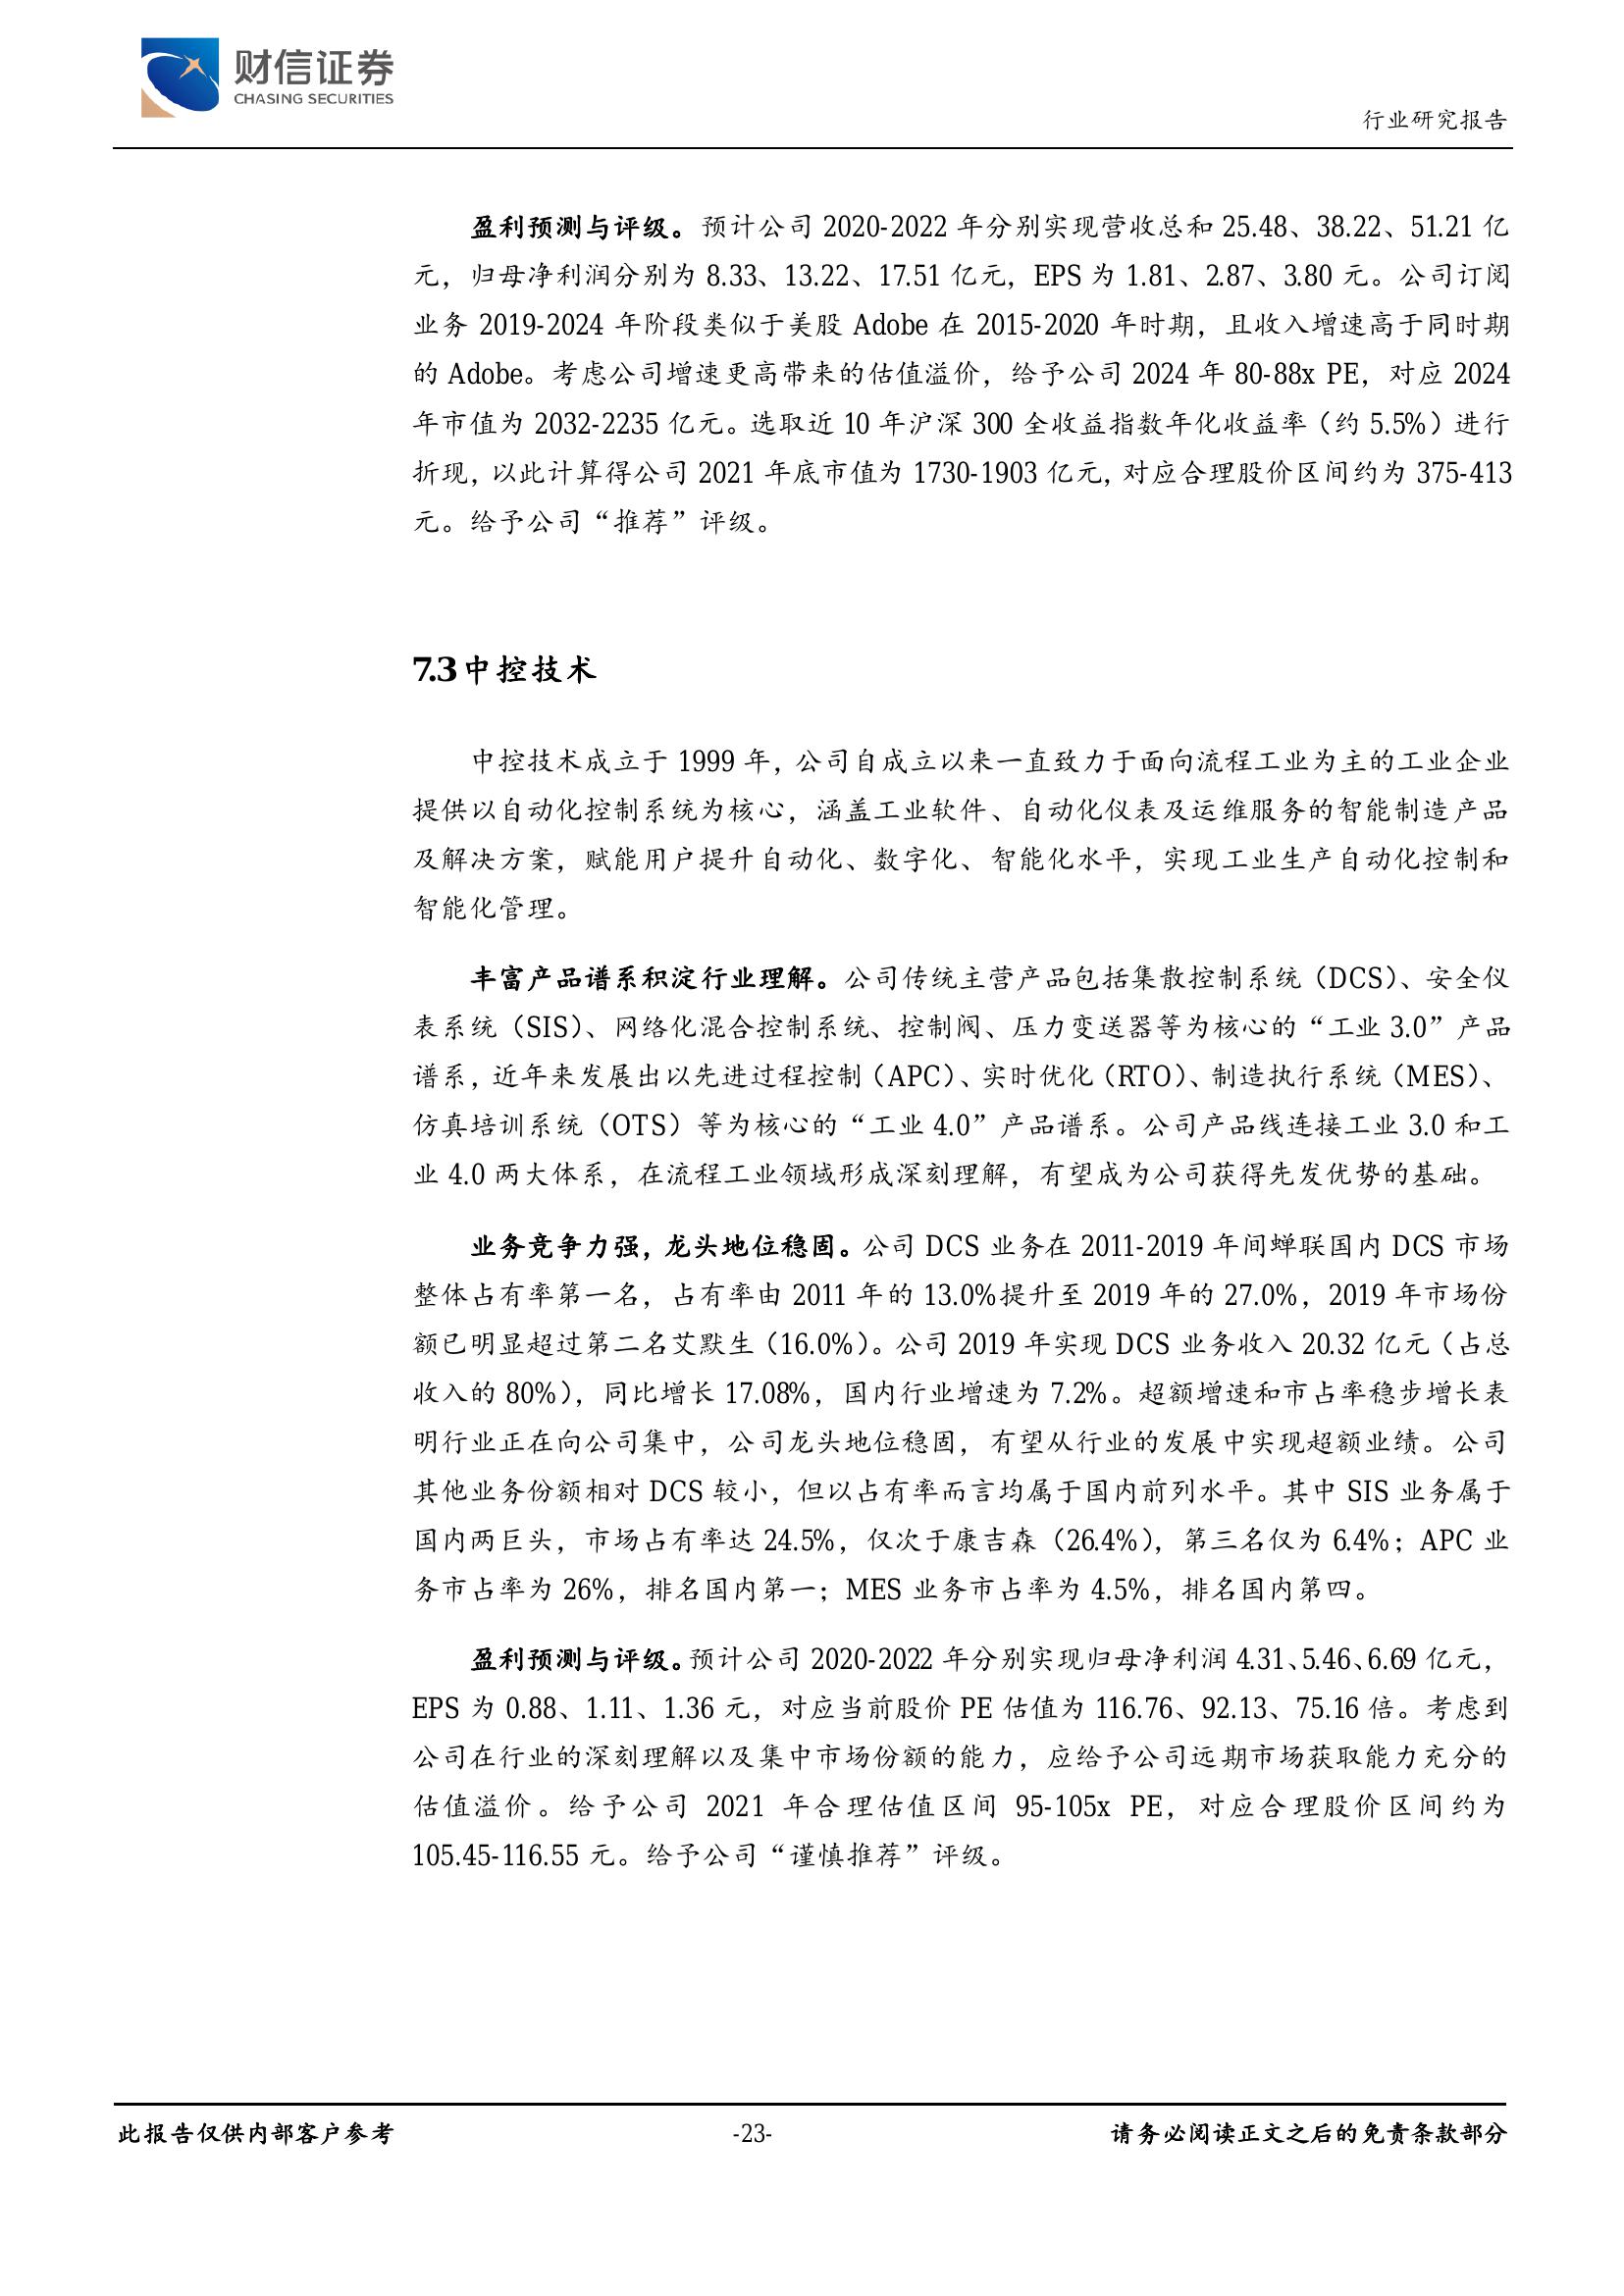 财信证券
CHASING SECURITIES
行业研究报告
盈利预测与评级。预计公司 2020-2022 年分别实现营收总和 25.48、38.22、51.21 亿
元，归母净利润分别为 8.33、13.22、17.51 亿元，EPS 为 1.81、2.87、3.80 元。公司订阅
业务 2019-2024 年阶段类似于美股 Adobe 在 2015-2020 年时期，且收入增速高于同时期
的 Adobe。考虑公司增速更高带来的估值溢价，给予公司 2024 年 80-88x PE，对应 2024
年市值为 2032-2235 亿元。选取近 10 年沪深 300 全收益指数年化收益率（约 5.5%）进行
折现，以此计算得公司 2021 年底市值为 1730-1903 亿元，对应合理股价区间约为 375-413
元。给予公司“推荐”评级。
7.3 中控技术
中控技术成立于 1999 年，公司自成立以来一直致力于面向流程工业为主的工业企业
提供以自动化控制系统为核心，涵盖工业软件、自动化仪表及运维服务的智能制造产品
及解决方案，赋能用户提升自动化、数字化、智能化水平，实现工业生产自动化控制和
智能化管理。
丰富产品谱系积淀行业理解。公司传统主营产品包括集散控制系统（DCS）、安全仪
表系统（SIS）、网络化混合控制系统、控制阀、压力变送器等为核心的“工业 3.0”产品
谱系，近年来发展出以先进过程控制（APC）、实时优化（RTO）、制造执行系统（MES）、
仿真培训系统（OTS）等为核心的“工业 4.0”产品谱系。公司产品线连接工业 3.0 和工
业 4.0 两大体系，在流程工业领域形成深刻理解，有望成为公司获得先发优势的基础。
业务竞争力强，龙头地位稳固。公司 DCS 业务在 2011-2019 年间蝉联国内 DCS 市场
整体占有率第一名，占有率由 2011 年的 13.0%提升至 2019 年的 27.0%，2019 年市场份
额已明显超过第二名艾默生（16.0%）。公司 2019 年实现 DCS 业务收入 20.32 亿元（占总
收入的 80%），同比增长 17.08%，国内行业增速为 7.2%。超额增速和市占率稳步增长表
明行业正在向公司集中，公司龙头地位稳固，有望从行业的发展中实现超额业绩。公司
其他业务份额相对 DCS 较小，但以占有率而言均属于国内前列水平。其中 SIS 业务属于
国内两巨头，市场占有率达 24.5%，仅次于康吉森（26.4%），第三名仅为 6.4%；APC 业
务市占率为 26%，排名国内第一；MES 业务市占率为 4.5%，排名国内第四。
盈利预测与评级。预计公司 2020-2022 年分别实现归母净利润 4.31、5.46、6.69 亿元，
EPS 为 0.88、1.11、1.36 元，对应当前股价 PE 估值为 116.76、92.13、75.16 倍。考虑到
公司在行业的深刻理解以及集中市场份额的能力，应给予公司远期市场获取能力充分的
估值溢价。给予公司 2021 年合理估值区间 95-105x PE，对应合理股价区间约为
105.45-116.55 元。给予公司“谨慎推荐”评级。
此报告仅供内部客户参考
-23-
请务必阅读正文之后的免责条款部分